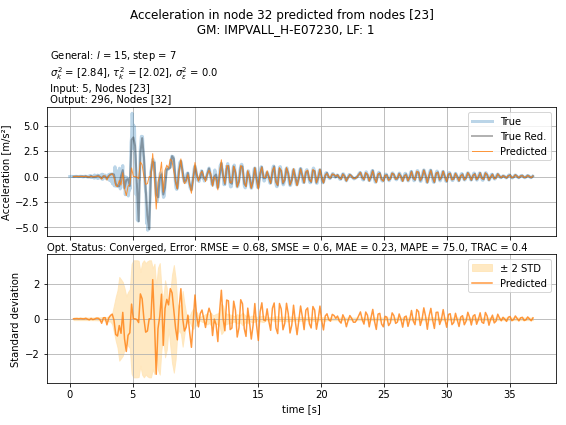 Acceleration in node 32 predicted from nodes [23]
GM: IMPVALL_H-E07230, LF: 1
General: l = 15, step = 7
σ²ₖ = [2.84], τ²ₖ = [2.02], σ²ε = 0.0
Input: 5, Nodes [23]
Output: 296, Nodes [32]
Acceleration [m/s²]
5.0
2.5
0.0
−2.5
−5.0
True
True Red.
Predicted
Opt. Status: Converged, Error: RMSE = 0.68, SMSE = 0.6, MAE = 0.23, MAPE = 75.0, TRAC = 0.4
Standard deviation
2
0
−2
± 2 STD
Predicted
0 5 10 15 20 25 30 35
time [s]